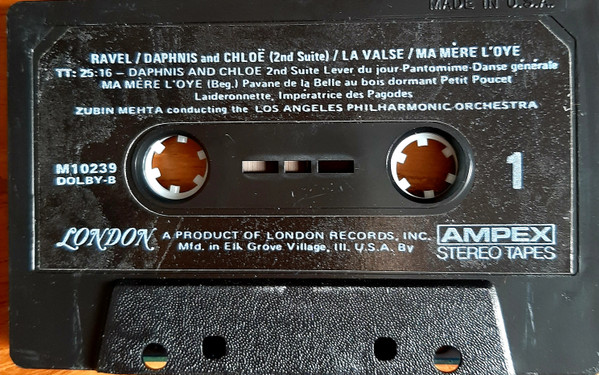 MADE IN U.S.A.
RAVEL / DAPHNIS and CHLOË (2nd Suite) / LA VALSE / MA MÈRE L'OYE
TT: 25:16 – DAPHNIS AND CHLOE 2nd Suite Lever du jour-Pantomime-Danse générale
MA MÈRE L'OYE (Beg.) Pavane de la Belle au bois dormant Petit Poucet
Laideronnette, Impératrice des Pagodes
ZUBIN MEHTA conducting the LOS ANGELES PHILHARMONIC ORCHESTRA
M10239
DOLBY-B
1
LONDON A PRODUCT OF LONDON RECORDS, INC.
Mfd. in Elk Grove Village, Ill. U.S.A. By
AMPEX
STEREO TAPES